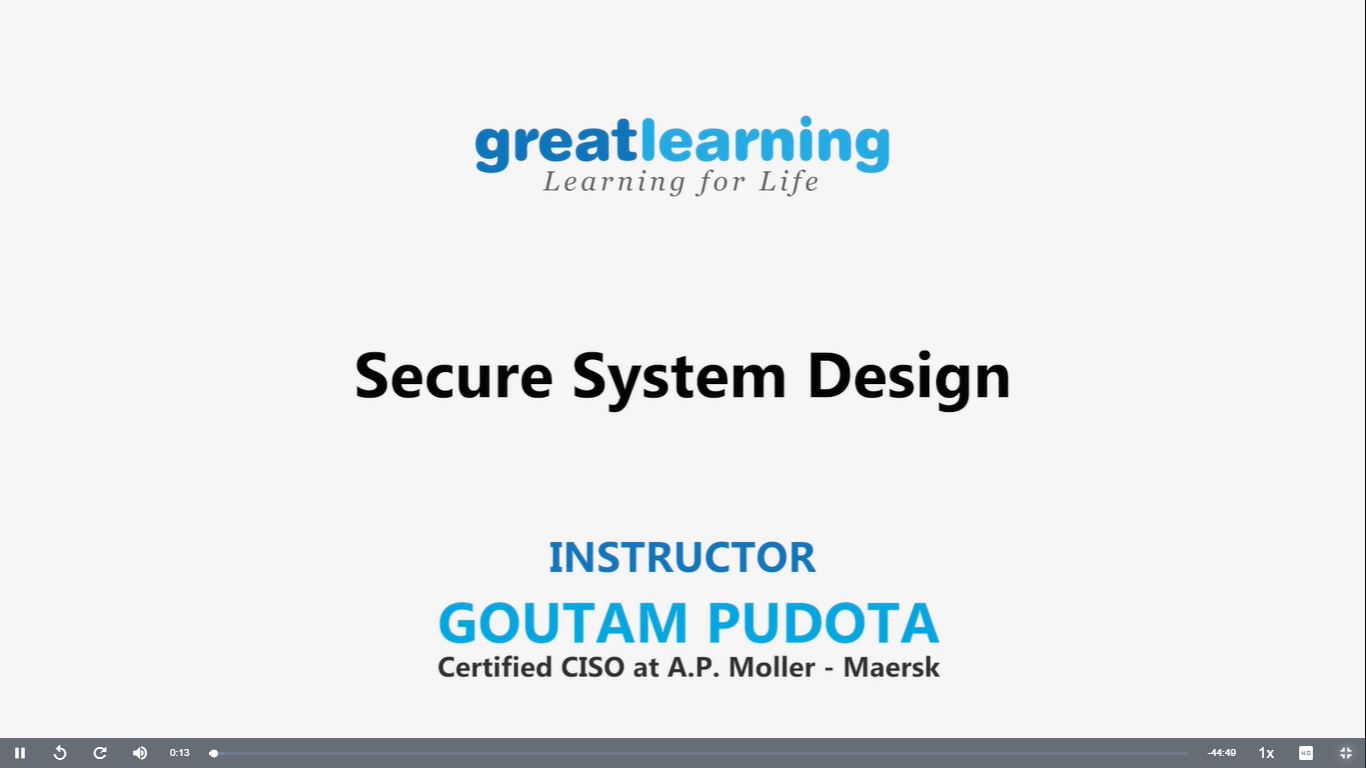 greatlearning
Learning for Life
Secure System Design
INSTRUCTOR
GOUTAM PUDOTA
Certified CISO at A.P. Moller - Maersk
0:13
-44:49
1x
HD